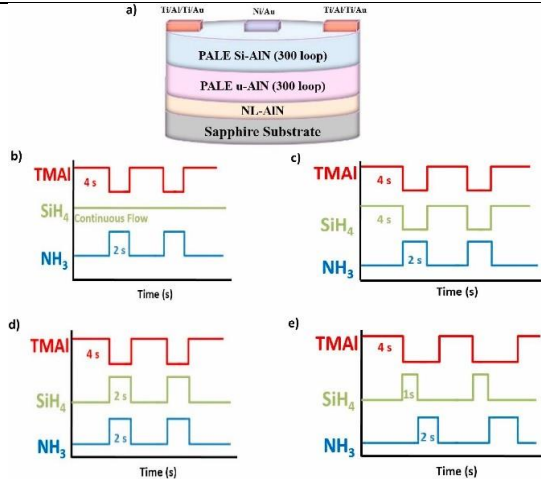 a)
Ti/Al/Ti/Au Ni/Au Ti/Al/Ti/Au
PALE Si-AlN (300 loop)
PALE u-AlN (300 loop)
NL-AlN
Sapphire Substrate
b)
TMAl
4 s
SiH4
Continuous Flow
NH3
2 s
Time (s)
c)
TMAl
4 s
SiH4
4 s
NH3
2 s
Time (s)
d)
TMAl
4 s
SiH4
2 s
NH3
2 s
Time (s)
e)
TMAl
4 s
SiH4
1s
NH3
2 s
Time (s)